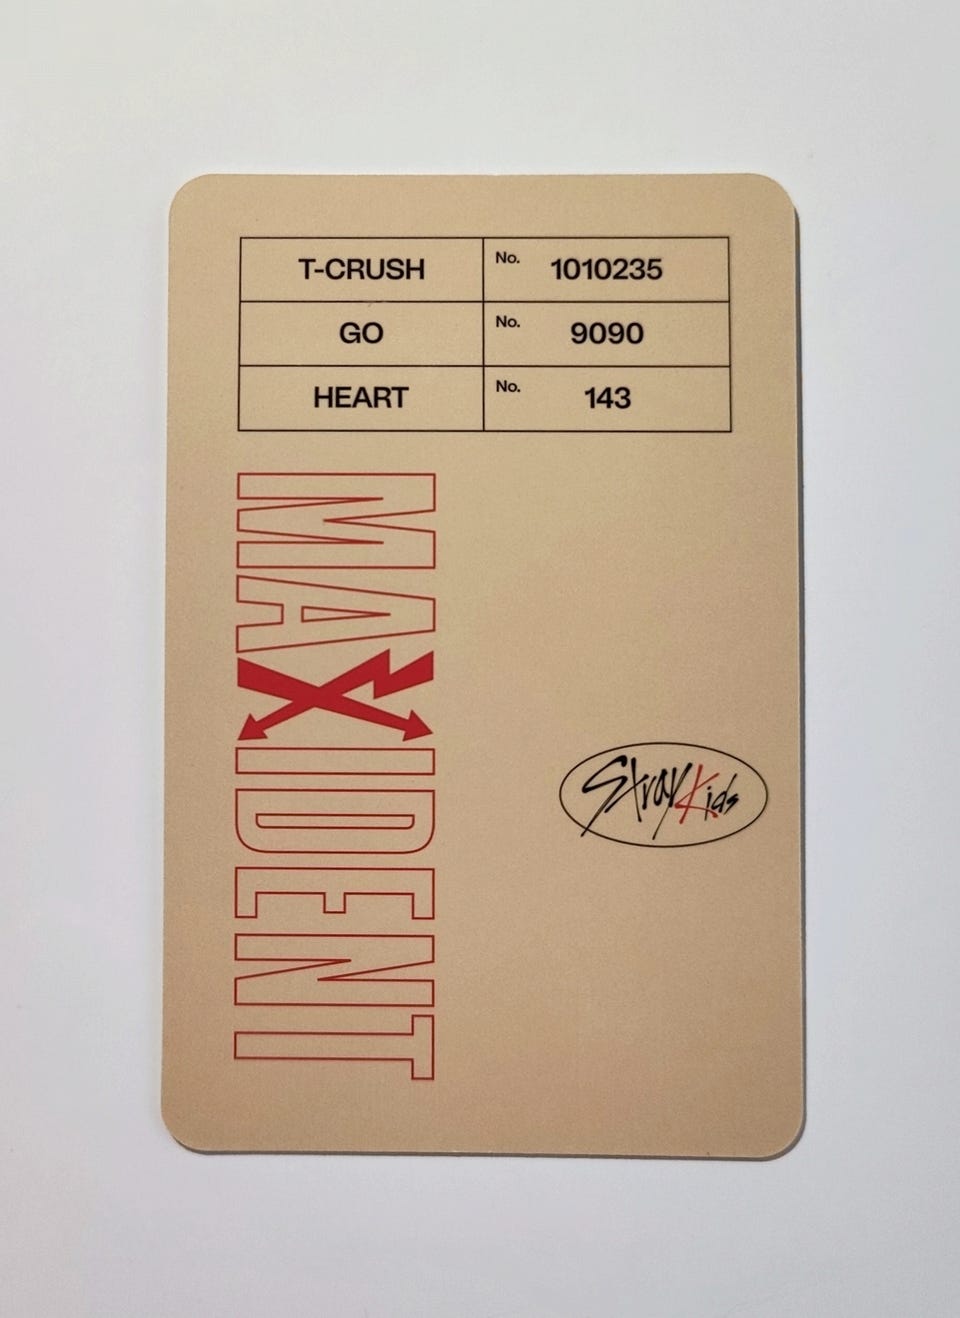 T-CRUSH No. 1010235
GO No. 9090
HEART No. 143
MAXIDENT
Stray Kids